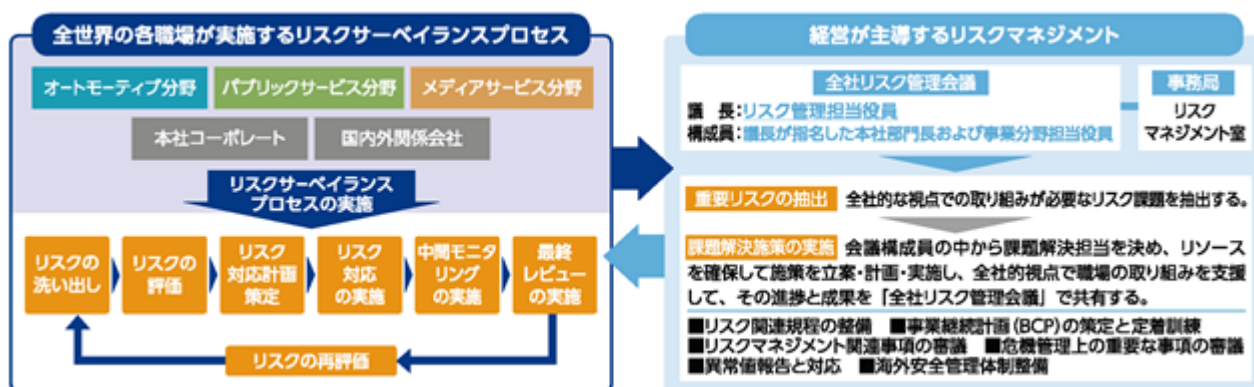 全世界の各職場が実施するリスクサーベイランスプロセス
オートモーティブ分野
パブリックサービス分野
メディアサービス分野
本社コーポレート
国内外関係会社
リスクサーベイランス
プロセスの実施
リスクの
洗い出し
リスクの
評価
リスク
対応計画
策定
リスク
対応
の実施
中間モニタ
リングの
実施
最終
レビュー
の実施
リスクの再評価
経営が主導するリスクマネジメント
全社リスク管理会議
議　長：リスク管理担当役員
構成員：議長が指名した本社部門長および事業分野担当役員
事務局
リスク
マネジメント室
重要リスクの抽出　全社的な視点での取り組みが必要なリスク課題を抽出する。
課題解決施策の実施　会議構成員の中から課題解決担当を決め、リソース
を確保して施策を立案・計画・実施し、全社的視点で職場の取り組みを支援
して、その進捗と成果を「全社リスク管理会議」で共有する。
■リスク関連規程の整備　■事業継続計画（BCP）の策定と定着訓練
■リスクマネジメント関連事項の審議　■危機管理上の重要な事項の審議
■異常値報告と対応　■海外安全管理体制整備